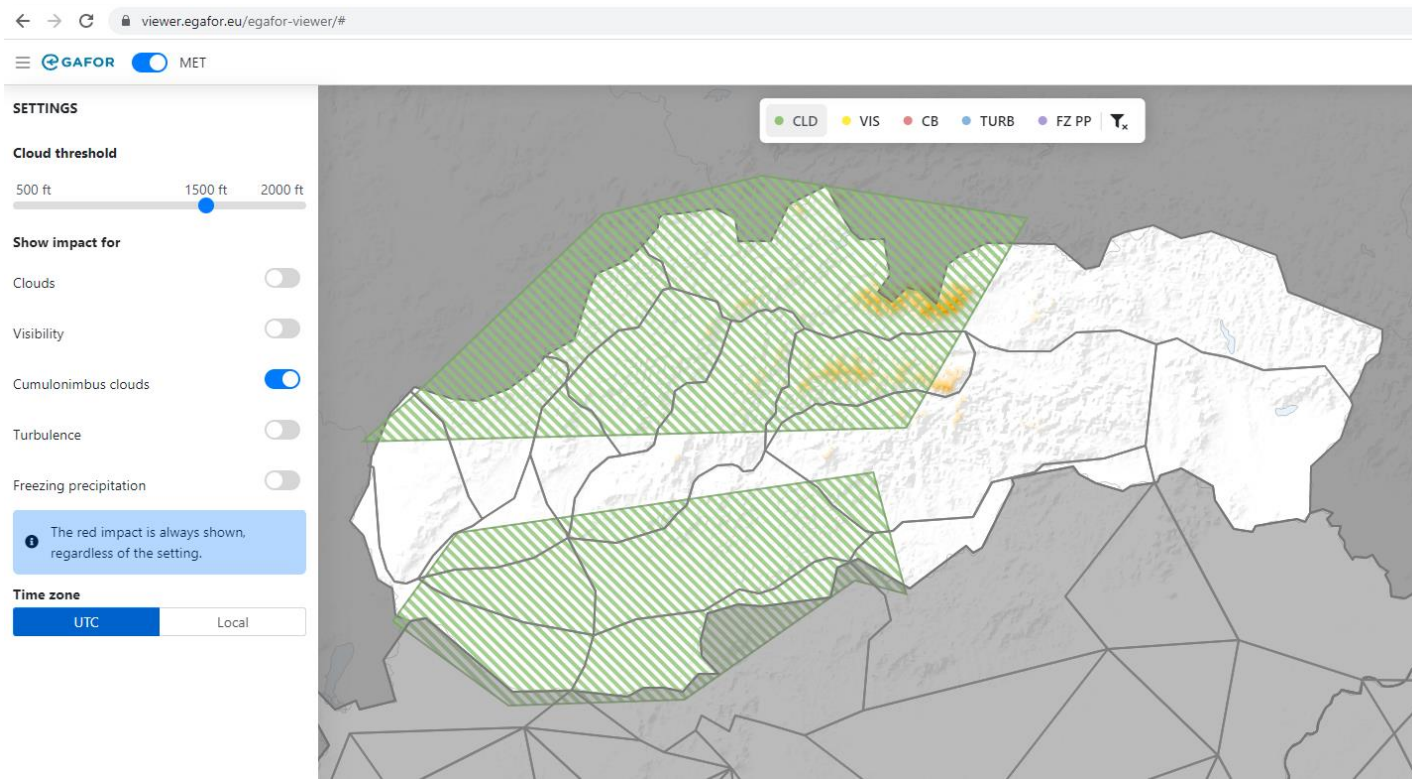 viewer.egafor.eu/egafor-viewer/#
eGAFOR MET
SETTINGS
Cloud threshold
500 ft 1500 ft 2000 ft
Show impact for
Clouds
Visibility
Cumulonimbus clouds
Turbulence
Freezing precipitation
The red impact is always shown,
regardless of the setting.
Time zone
UTC Local
CLD VIS CB TURB FZ PP